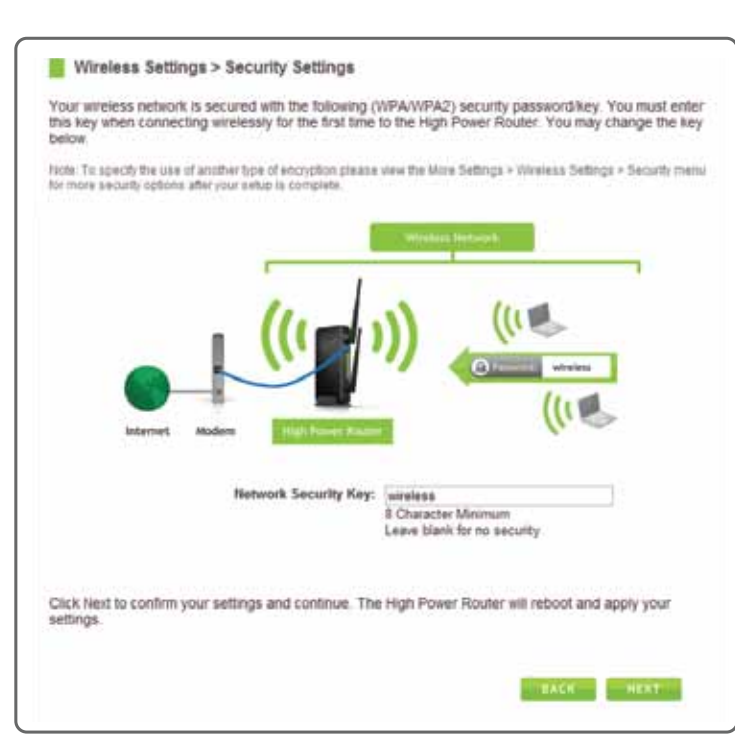 Wireless Settings > Security Settings
Your wireless network is secured with the following (WPA/WPA2) security password/key. You must enter
this key when connecting wirelessly for the first time to the High Power Router. You may change the key
below.
Note: To specify the use of another type of encryption please view the More Settings > Wireless Settings > Security menu
for more security options after your setup is complete.
Wireless Network
Password wireless
Internet Modem High Power Router
Network Security Key: wireless
8 Character Minimum
Leave blank for no security
Click Next to confirm your settings and continue. The High Power Router will reboot and apply your
settings.
BACK NEXT